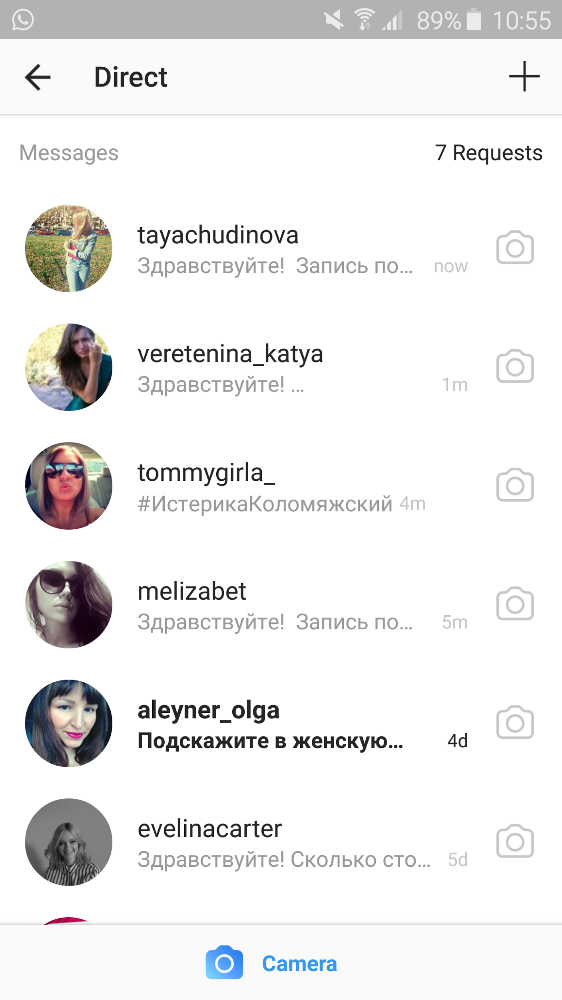 89% 10:55
Direct
Messages 7 Requests
tayachudinova
Здравствуйте! Запись по... now
veretenina_katya
Здравствуйте! ... 1m
tommygirla_
#ИстерикаКоломяжский 4m
melizabet
Здравствуйте! Запись по... 5m
aleyner_olga
Подскажите в женскую... 4d
evelinacarter
Здравствуйте! Сколько сто... 5d
Camera